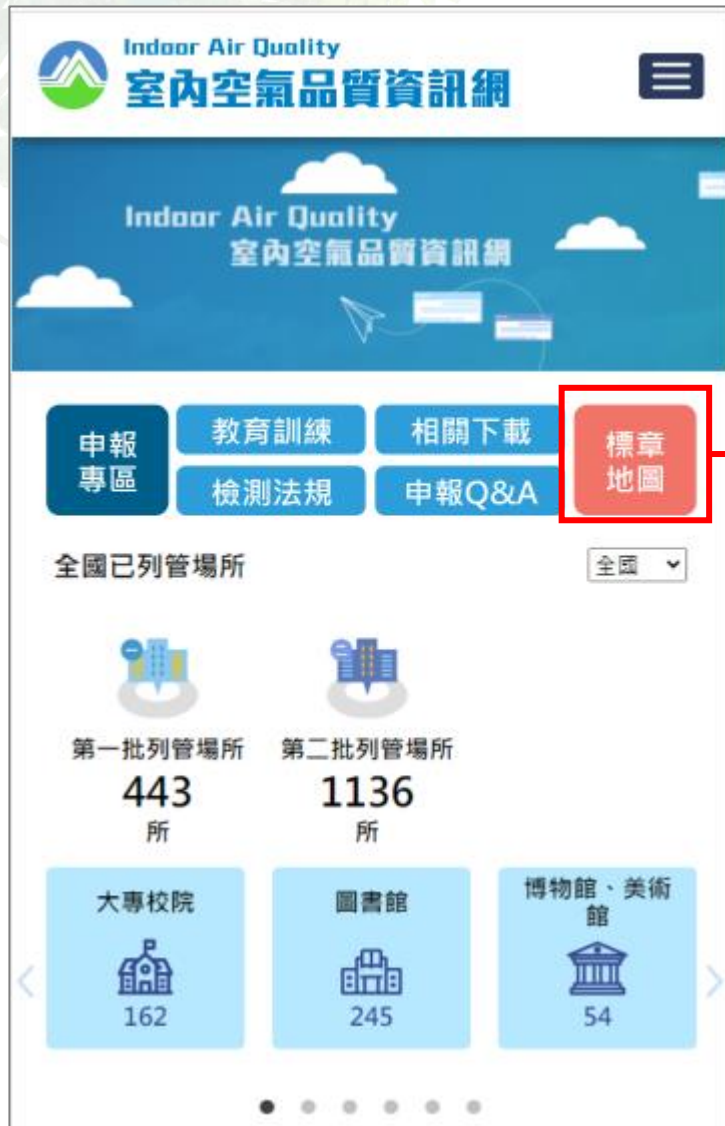 Indoor Air Quality
室內空氣品質資訊網
Indoor Air Quality
室內空氣品質資訊網
申報
專區
教育訓練
相關下載
檢測法規
申報Q&A
標章
地圖
全國已列管場所
全國
第一批列管場所
443
所
第二批列管場所
1136
所
大專校院
162
圖書館
245
博物館、美術
館
54